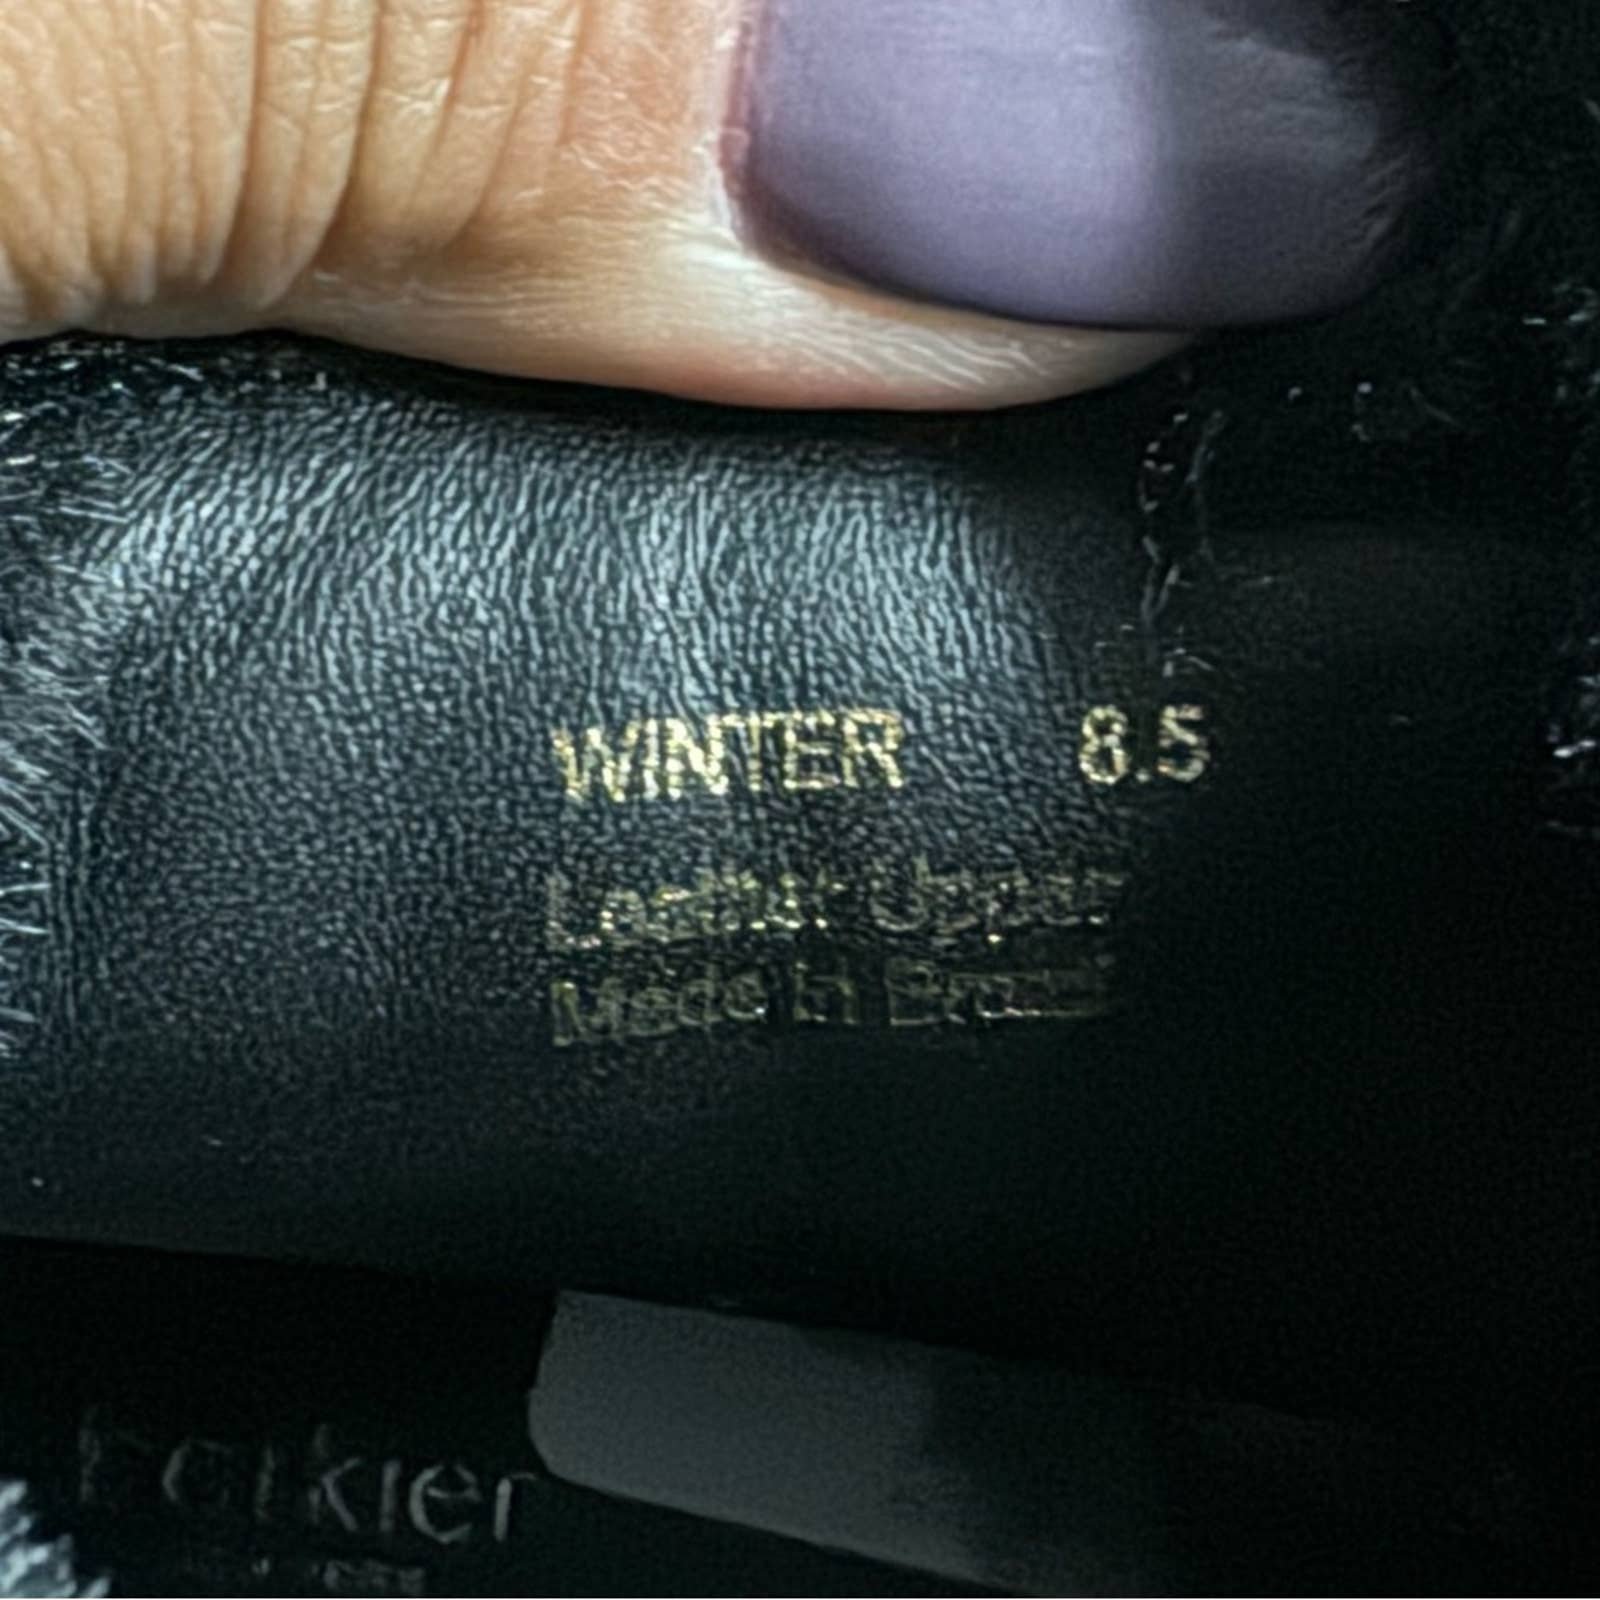 WINTER 8.5
Leather Upper
Made in Brazil